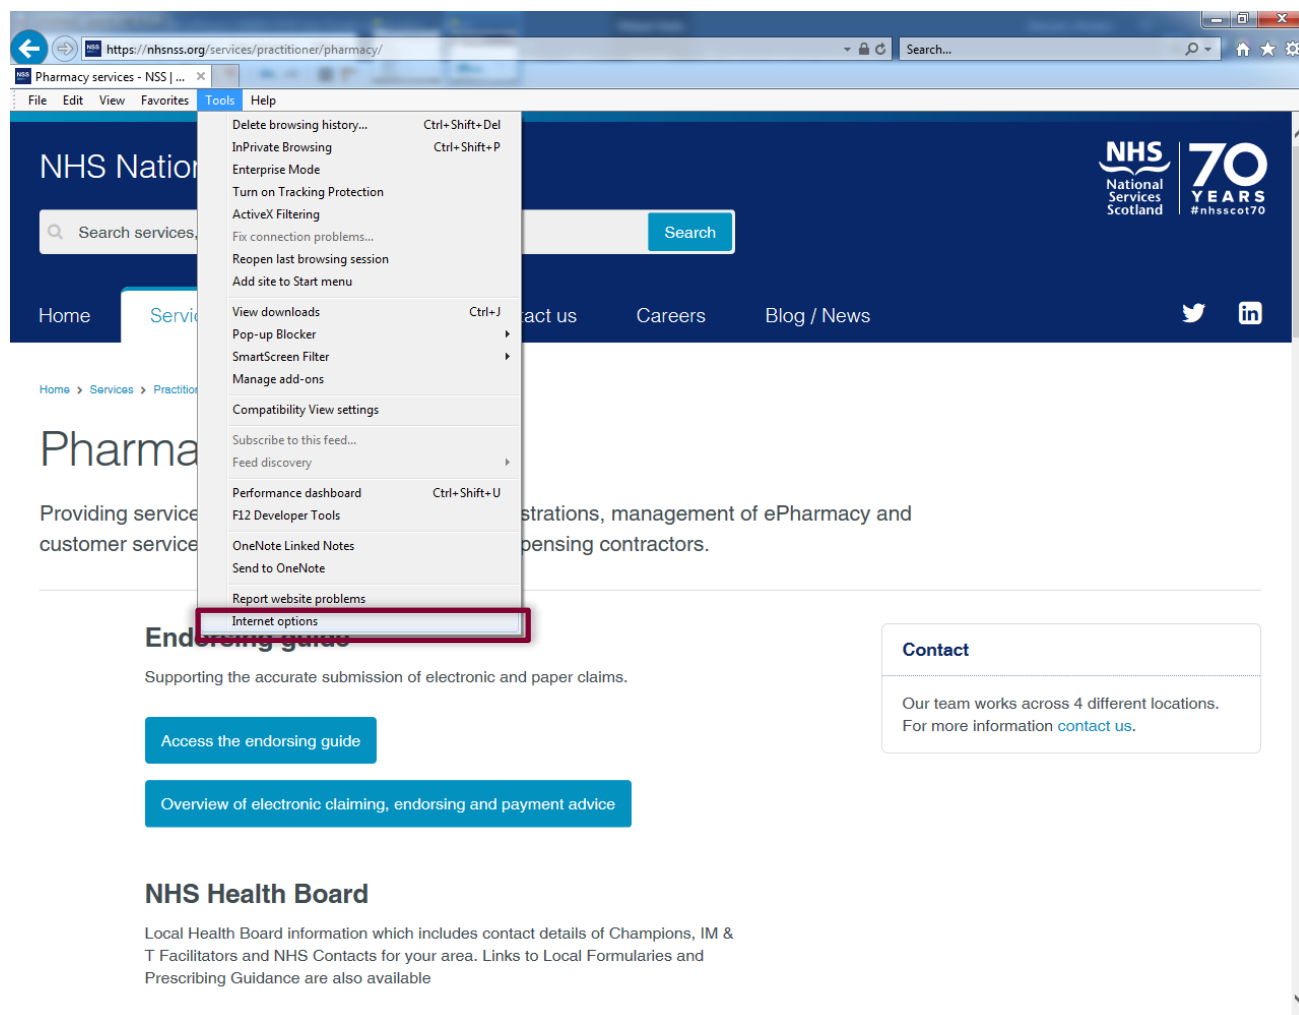 https://nhsnss.org/services/practitioner/pharmacy/
Search...
Pharmacy services - NSS | ...
File Edit View Favorites Tools Help
Delete browsing history... Ctrl+Shift+Del
InPrivate Browsing Ctrl+Shift+P
Enterprise Mode
Turn on Tracking Protection
ActiveX Filtering
Fix connection problems...
Reopen last browsing session
Add site to Start menu
View downloads Ctrl+J
Pop-up Blocker
SmartScreen Filter
Manage add-ons
Compatibility View settings
Subscribe to this feed...
Feed discovery
Performance dashboard Ctrl+Shift+U
F12 Developer Tools
OneNote Linked Notes
Send to OneNote
Report website problems
Internet options
NHS Nation
NHS
National
Services
Scotland
70
YEARS
#nhsscot70
Search services,
Search
Home Servic tact us Careers Blog / News
in
Home > Services > Practition
Pharma
Providing service strations, management of ePharmacy and
customer service pensing contractors.
Endorsing guide
Supporting the accurate submission of electronic and paper claims.
Access the endorsing guide
Overview of electronic claiming, endorsing and payment advice
Contact
Our team works across 4 different locations.
For more information contact us.
NHS Health Board
Local Health Board information which includes contact details of Champions, IM &
T Facilitators and NHS Contacts for your area. Links to Local Formularies and
Prescribing Guidance are also available